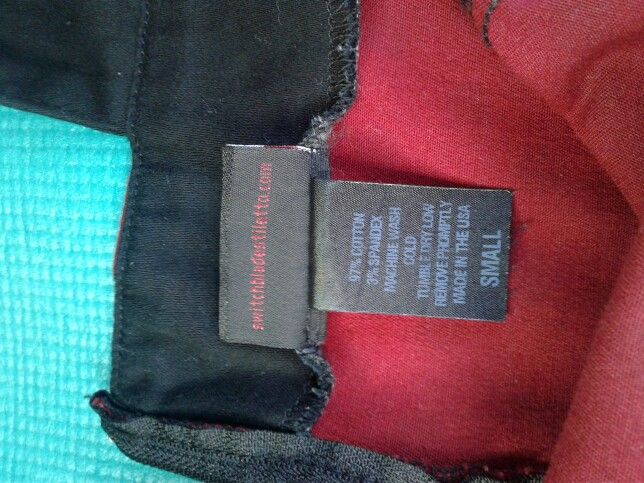 switchbladestiletto.com
97% COTTON
3% SPANDEX
MACHINE WASH
COLD
TUMBLE DRY LOW
REMOVE PROMPTLY
MADE IN THE USA
SMALL